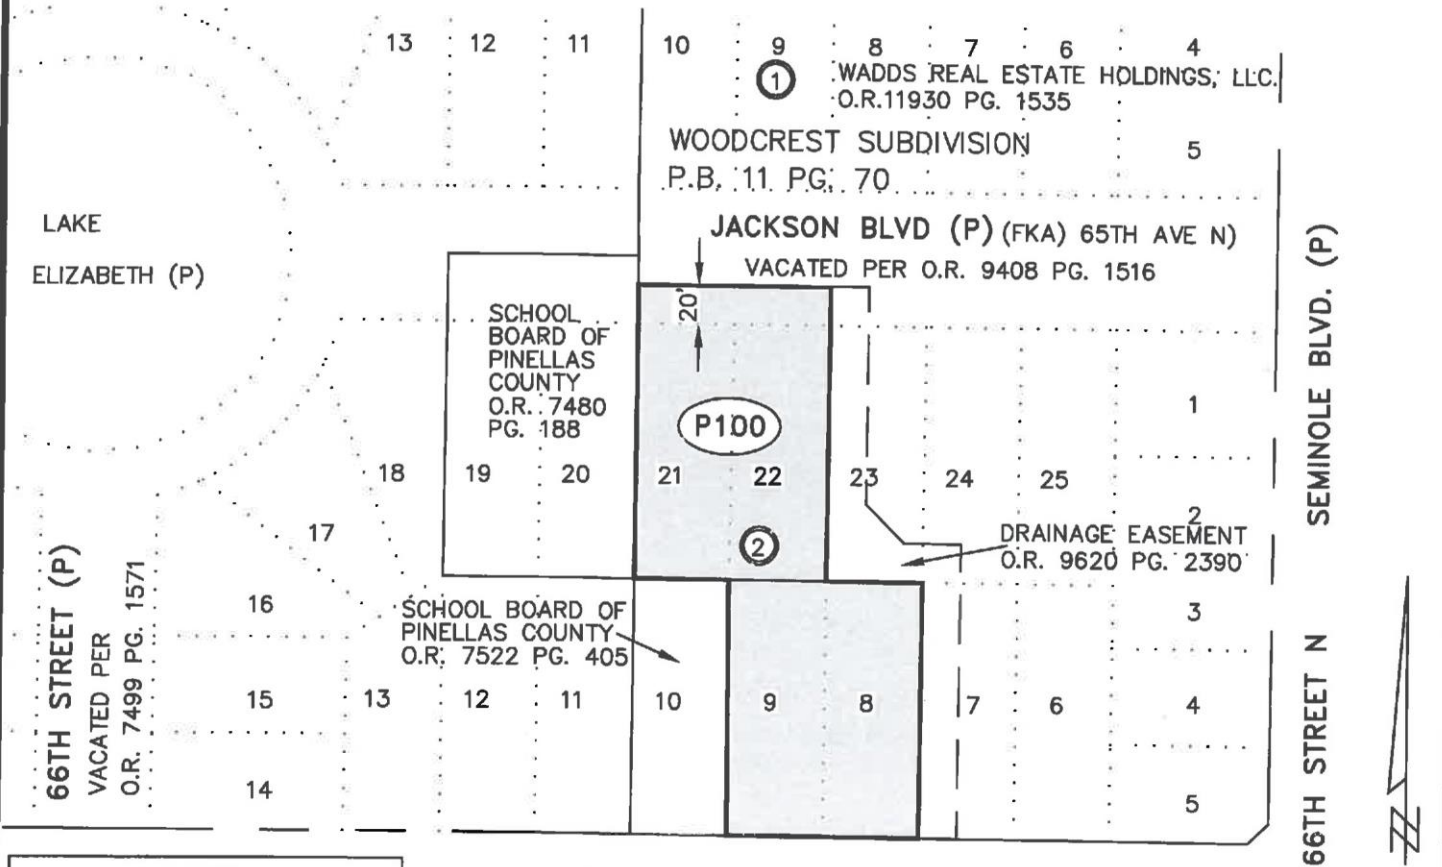 13 12 11 10 9 8 7 6 4
1
WADDS REAL ESTATE HOLDINGS, LLC.
O.R.11930 PG. 1535
WOODCREST SUBDIVISION
P.B. 11 PG. 70
5
LAKE
ELIZABETH (P)
JACKSON BLVD (P) (FKA) 65TH AVE N)
VACATED PER O.R. 9408 PG. 1516
20'
SCHOOL
BOARD OF
PINELLAS
COUNTY
O.R. 7480
PG. 188
P100
1
18 19 20 21 22 23 24 25
17
2
2
DRAINAGE EASEMENT
O.R. 9620 PG. 2390
SCHOOL BOARD OF
PINELLAS COUNTY
O.R. 7522 PG. 405
16
3
15 13 12 11 10 9 8 7 6 4
14
5
66TH STREET (P)
VACATED PER
O.R. 7499 PG. 1571
SEMINOLE BLVD. (P)
66TH STREET N
N